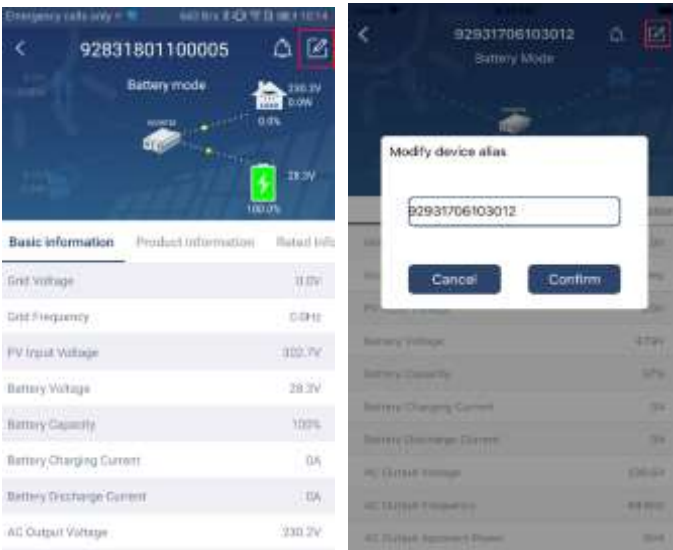 Emergency calls only
92831801100005
Battery mode
230.2V
0.0W
0.0%
28.3V
100.0%
Basic information Product information Rated Info
Grid Voltage 0.0V
Grid Frequency 0.0Hz
PV Input Voltage 302.7V
Battery Voltage 28.3V
Battery Capacity 100%
Battery Charging Current 0A
Battery Discharge Current 0A
AC Output Voltage 230.2V
92931706103012
Battery Mode
Modify device alias
92931706103012
Cancel Confirm
Battery Voltage
Battery Capacity
Battery Charging Current
Battery Discharge Current
AC Output Voltage
AC Output Frequency
AC Output Apparent Power